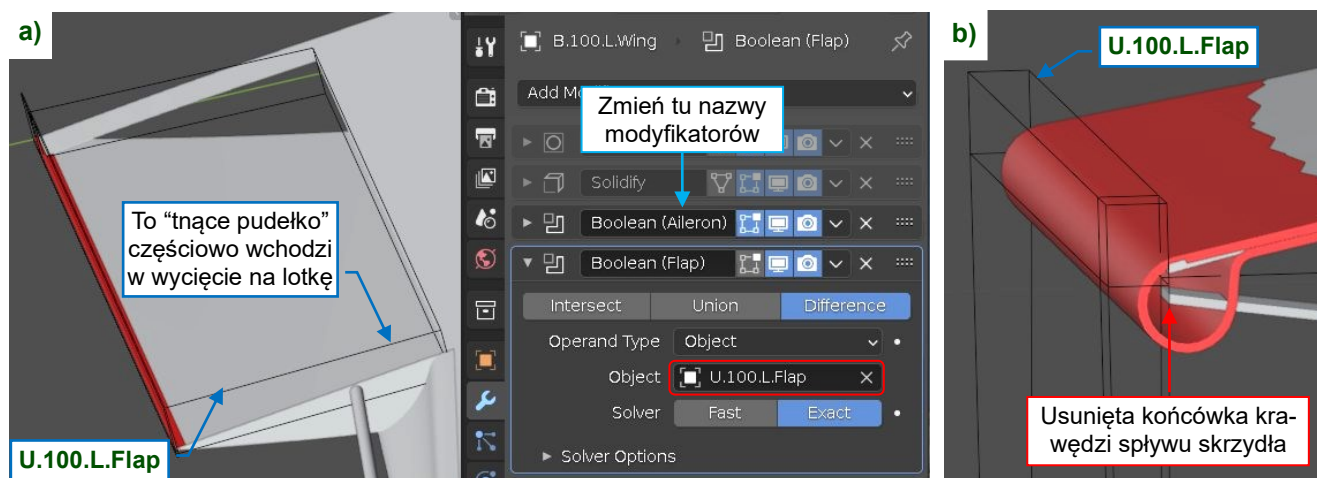 a)
To “tnące pudełko”
częściowo wchodzi
w wycięcie na lotkę
U.100.L.Flap
B.100.L.Wing
Boolean (Flap)
Add M
Zmień tu nazwy
modyfikatorów
Solidify
Boolean (Aileron)
Boolean (Flap)
Intersect
Union
Difference
Operand Type
Object
Object
U.100.L.Flap
Solver
Fast
Exact
Solver Options
b)
U.100.L.Flap
Usunięta końcówka kra-
wędzi spływu skrzydła